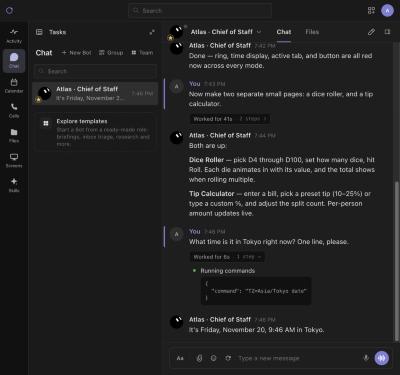 Search
A
Activity
Chat
Calendar
Calls
Files
Screens
Skills
Tasks
Chat
+ New Bot
Group
Team
Search
Atlas · Chief of Staff
7:46 PM
It's Friday, November 2...
Explore templates
Start a Bot from a ready-made role-
briefings, inbox triage, research and
more.
Atlas - Chief of Staff
Chat
Files
Atlas · Chief of Staff 7:42 PM
Done — ring, time display, active tab, and button are all red
now across every mode.
A
You 7:43 PM
Now make two separate small pages: a dice roller, and a tip
calculator.
Worked for 41s · 2 steps >
Atlas · Chief of Staff 7:44 PM
Both are up:
Dice Roller — pick D4 through D100, set how many dice, hit
Roll. Each die animates in with its value, and the total shows
when rolling multiple.
Tip Calculator — enter a bill, pick a preset tip (10–25%) or
type a custom %, and adjust the split count. Per-person
amount updates live.
A
You 7:46 PM
What time is it in Tokyo right now? One line, please.
Worked for 6s · 1 step
Running commands
{
"command": "TZ=Asia/Tokyo date"
}
Atlas · Chief of Staff 7:46 PM
It's Friday, November 20, 9:46 AM in Tokyo.
Aa
Type a new message